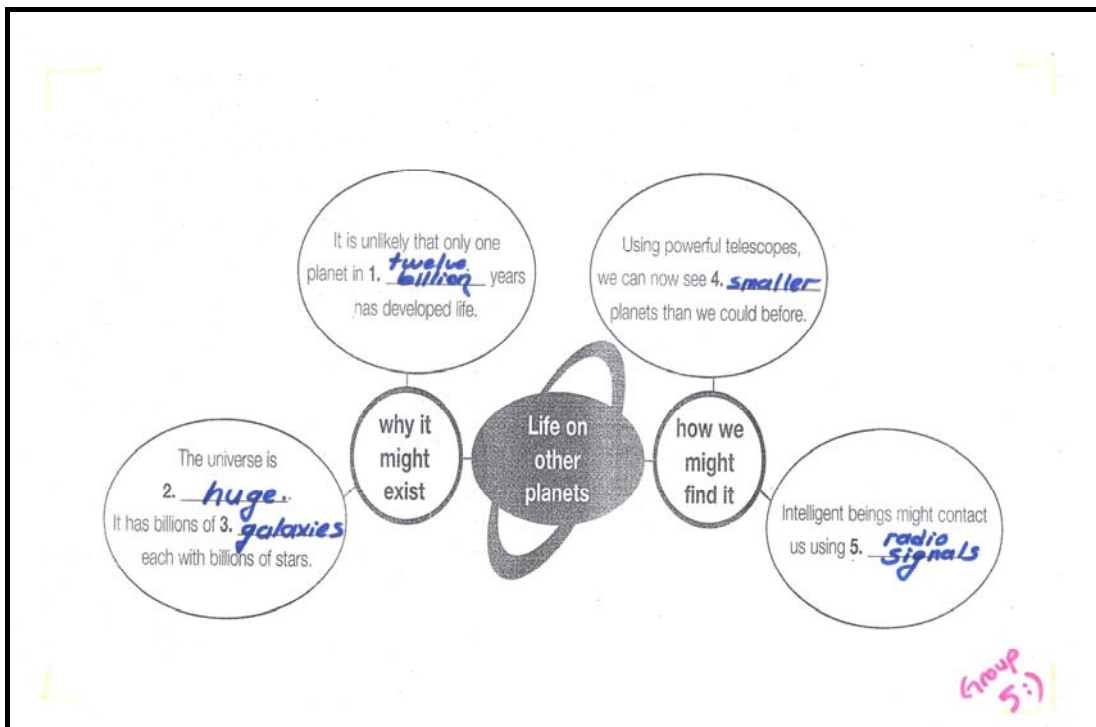 It is unlikely that only one
planet in 1. twelve billion years
has developed life.
Using powerful telescopes,
we can now see 4. smaller
planets than we could before.
why it
might
exist
Life on
other
planets
how we
might
find it
The universe is
2. huge.
It has billions of 3. galaxies
each with billions of stars.
Intelligent beings might contact
us using 5. radio signals
Group
5:)